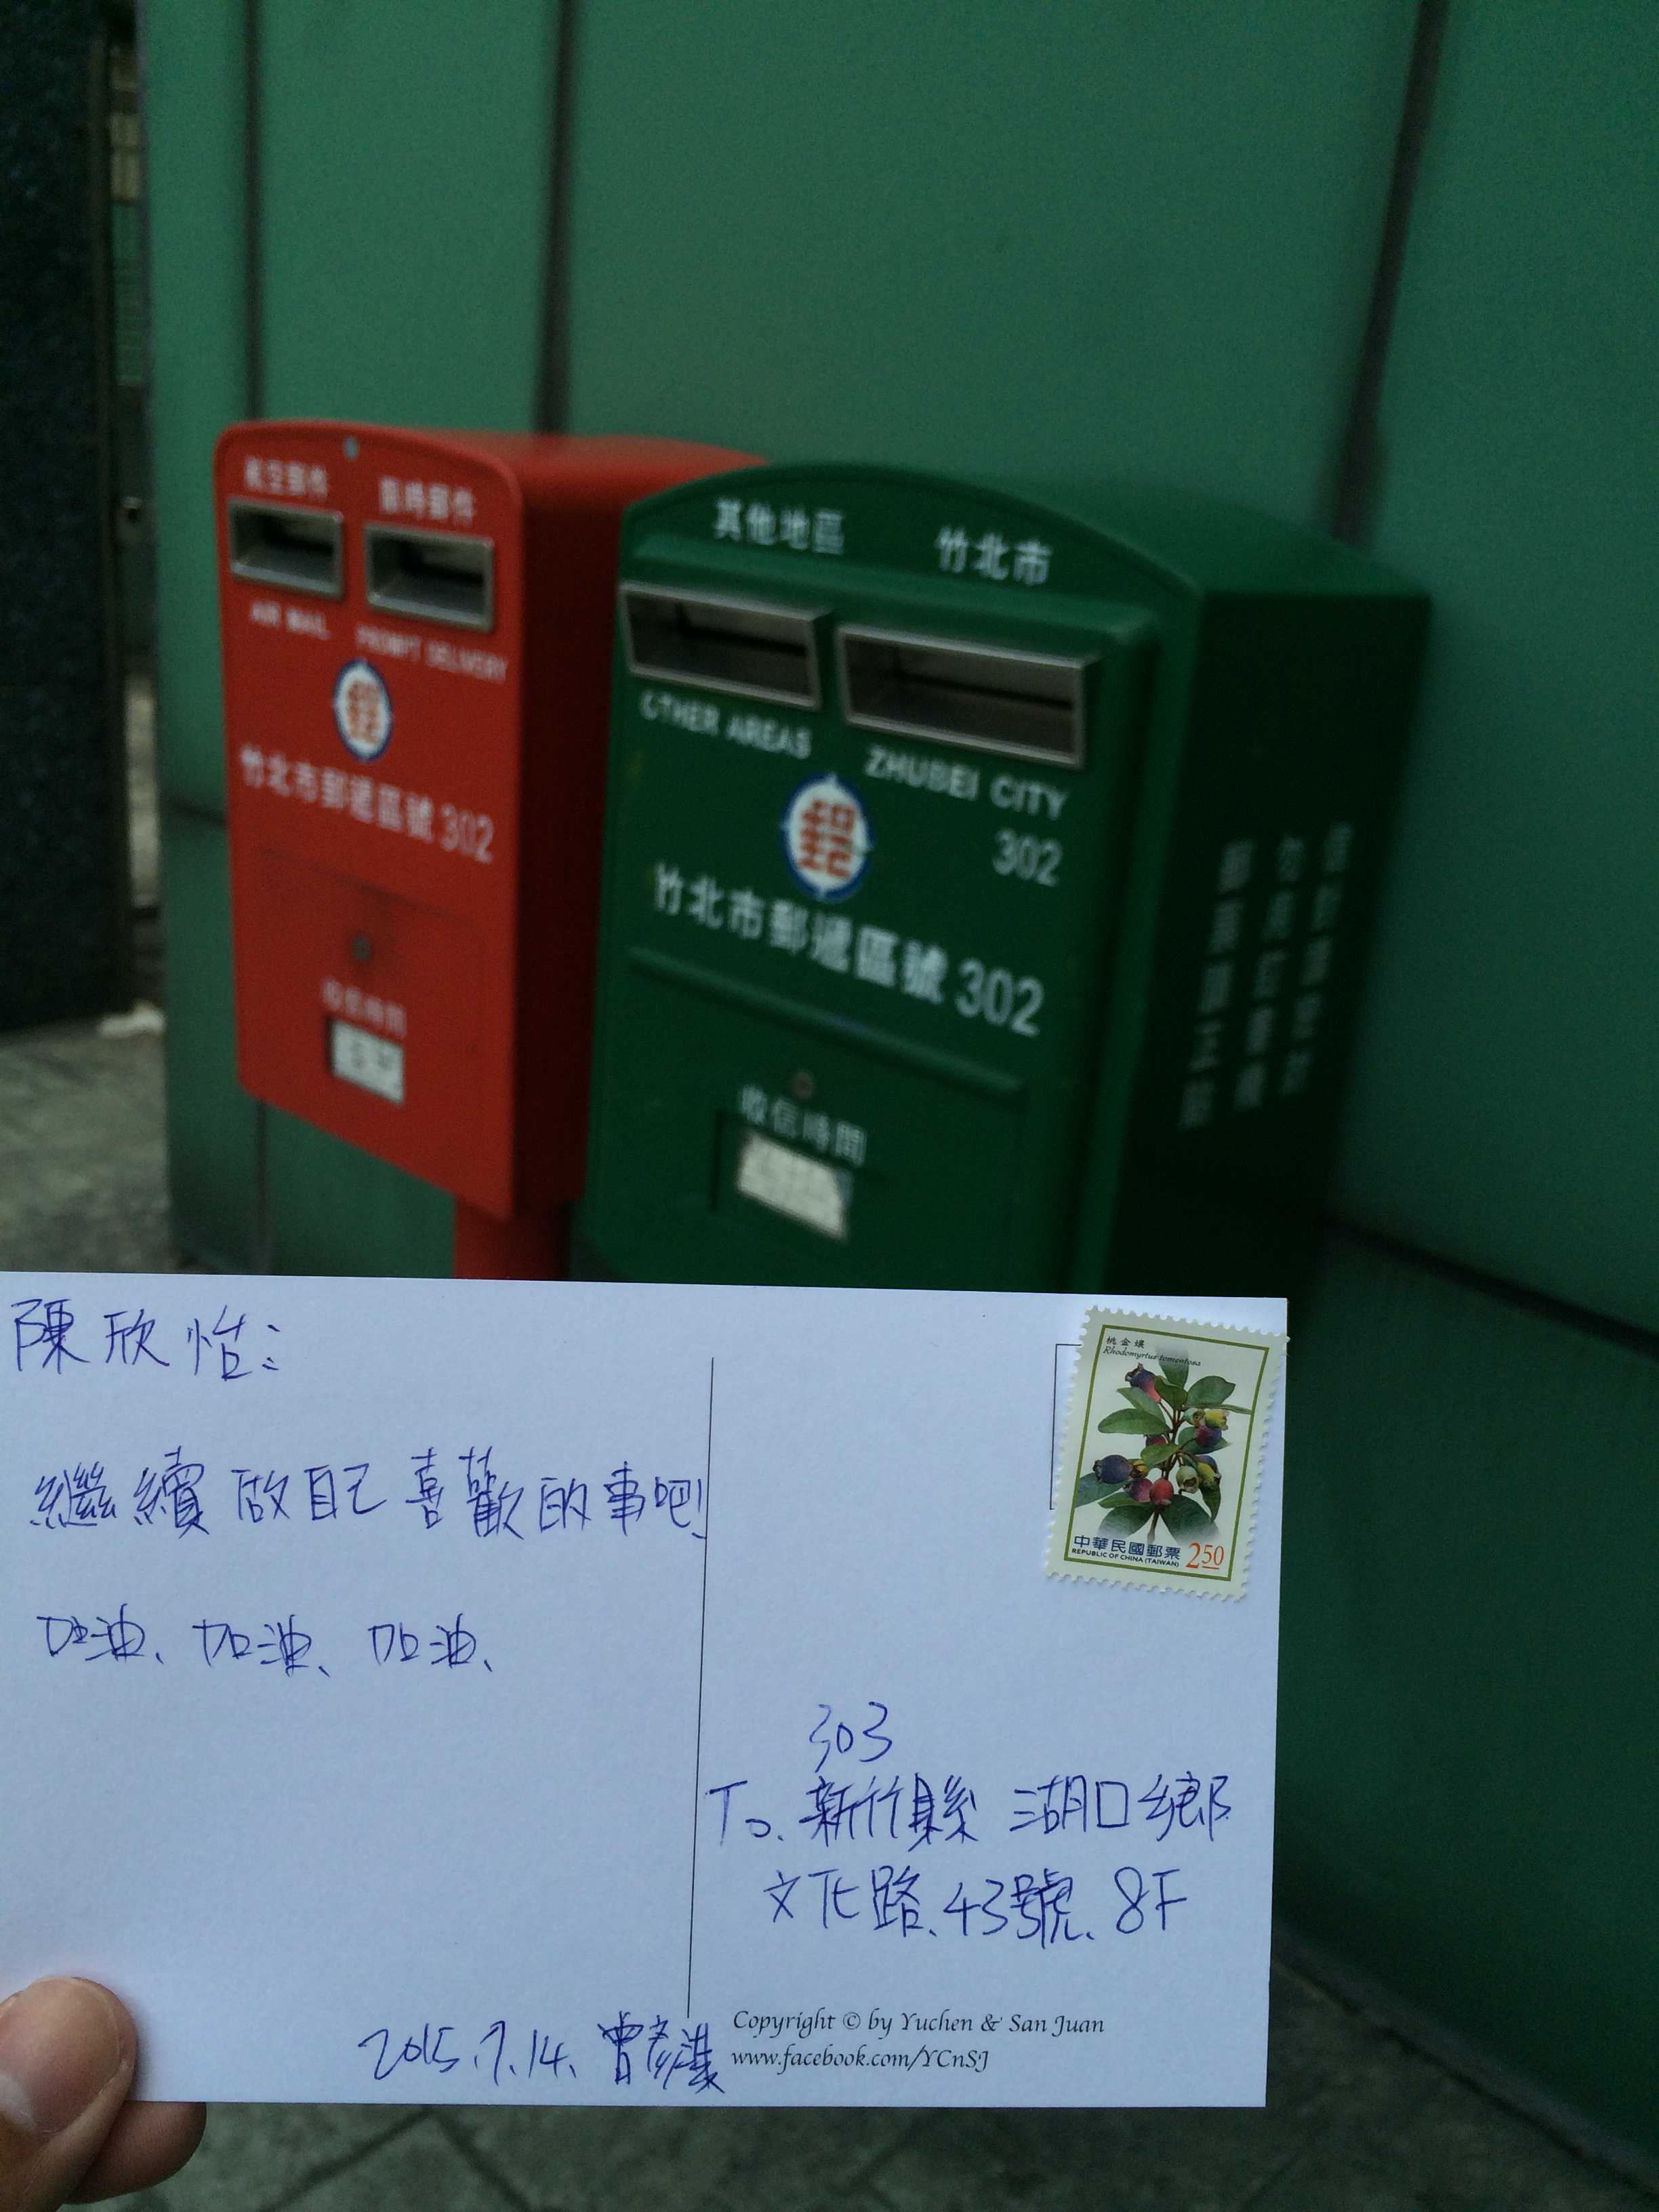 航空郵件 限時郵件
AIR MAIL PROMPT DELIVERY
郵
竹北市郵遞區號 302
收信時間
其他地區 竹北市
OTHER AREAS ZHUBEI CITY
302
郵
竹北市郵遞區號 302
收信時間
陳欣怡:
繼續做自己喜歡的事吧!
加油、加油、加油、
桃金孃
Rhodomyrtus tomentosa
中華民國郵票
REPUBLIC OF CHINA (TAIWAN)
2.50
303
To. 新竹縣 湖口鄉
文化路.43號.8F
2015.7.14. 曾彥
Copyright © by Yuchen & San Juan
www.facebook.com/YCnSJ